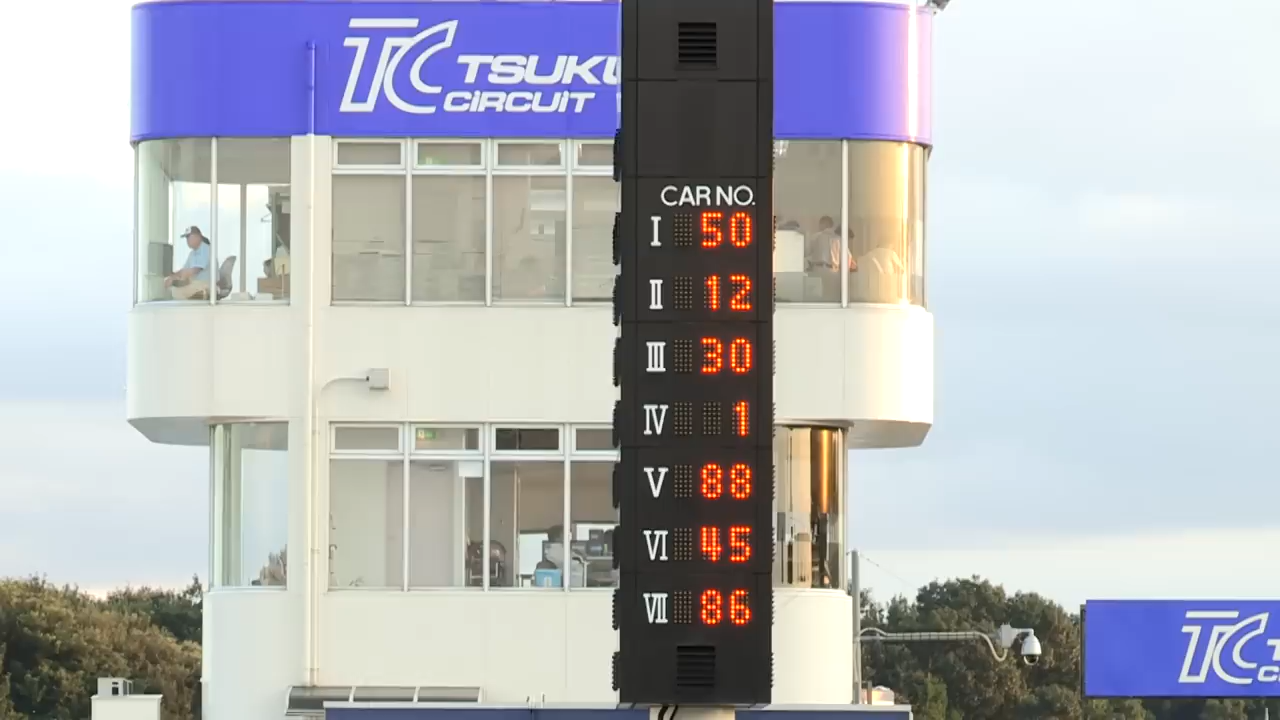 TC TSUKU
CIRCUIT
CAR NO.
I 50
II 12
III 30
IV 1
V 88
VI 45
VII 86
TC